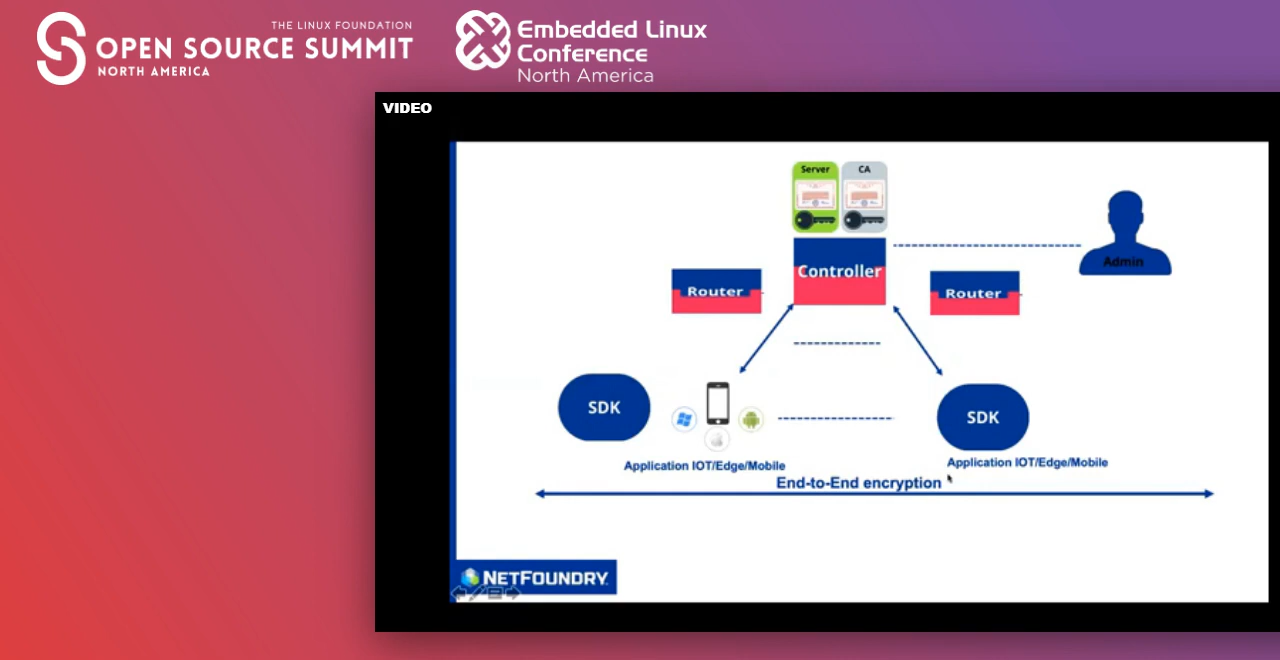 THE LINUX FOUNDATION
OPEN SOURCE SUMMIT
NORTH AMERICA
Embedded Linux
Conference
North America
VIDEO
Server
CA
Controller
Admin
Router
Router
SDK
SDK
Application IOT/Edge/Mobile
Application IOT/Edge/Mobile
End-to-End encryption
NETFOUNDRY